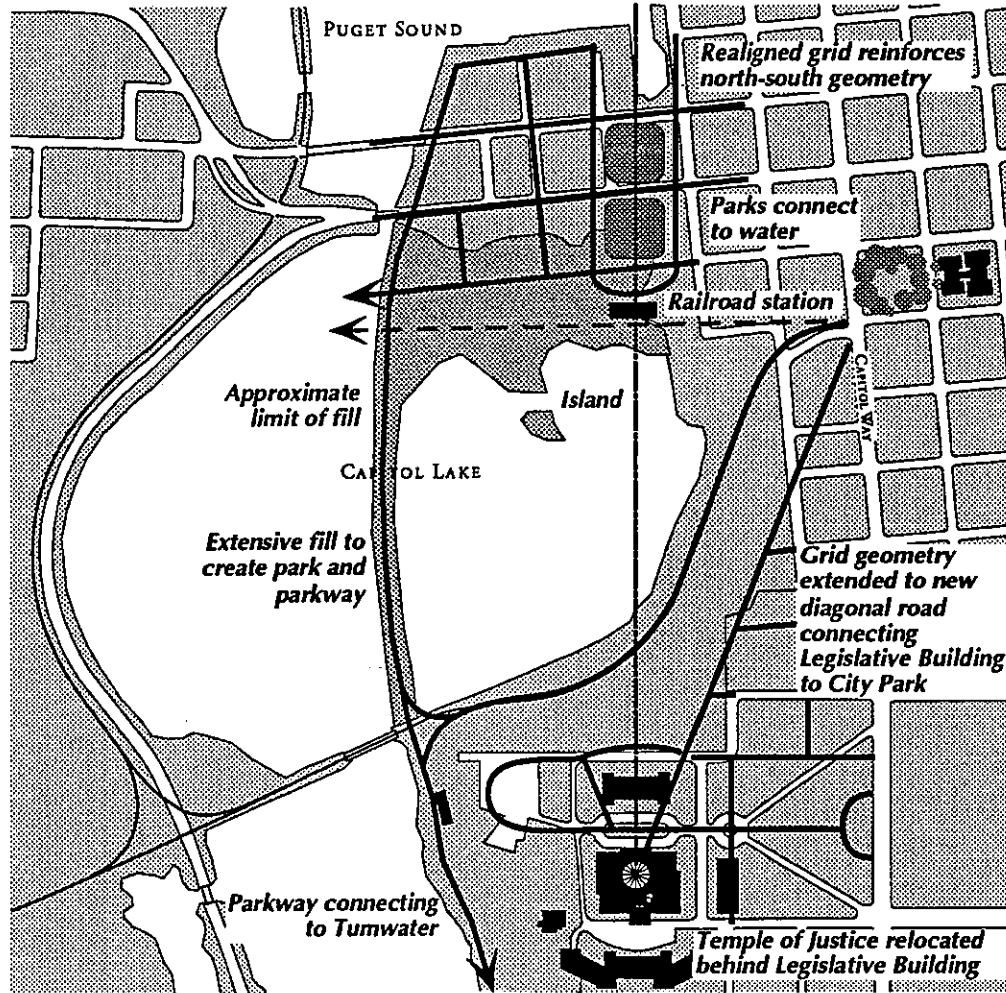 PUGET SOUND
Realigned grid reinforces
north-south geometry
Parks connect
to water
Railroad station
Approximate
limit of fill
Island
CAPITOL WAY
CAPITOL LAKE
Extensive fill to
create park and
parkway
Grid geometry
extended to new
diagonal road
connecting
Legislative Building
to City Park
Parkway connecting
to Tumwater
Temple of Justice relocated
behind Legislative Building